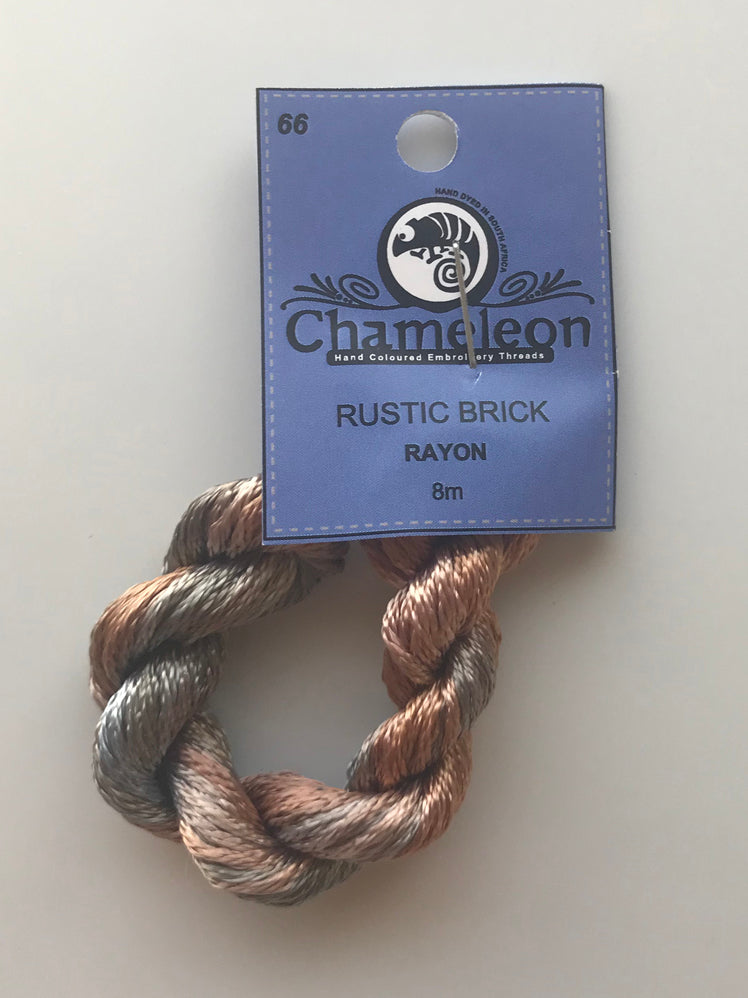 66
HAND DYED IN SOUTH AFRICA
Chameleon
Hand Coloured Embroidery Threads
RUSTIC BRICK
RAYON
8m